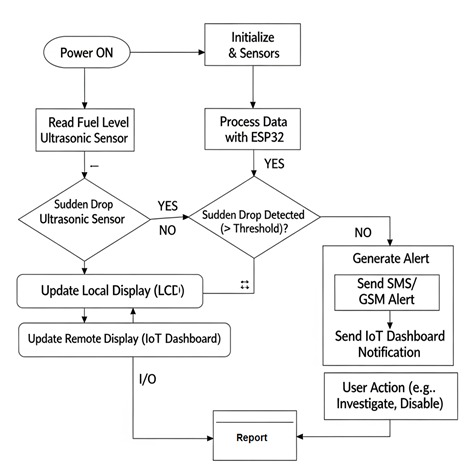 Power ON
Initialize
& Sensors
Read Fuel Level
Ultrasonic Sensor
Process Data
with ESP32
YES
Sudden Drop
Ultrasonic Sensor
YES
NO
Sudden Drop Detected
(> Threshold)?
NO
Generate Alert
Send SMS/
GSM Alert
Send IoT Dashboard
Notification
Update Local Display (LCD)
Update Remote Display (IoT Dashboard)
I/O
User Action (e.g..
Investigate, Disable)
Report